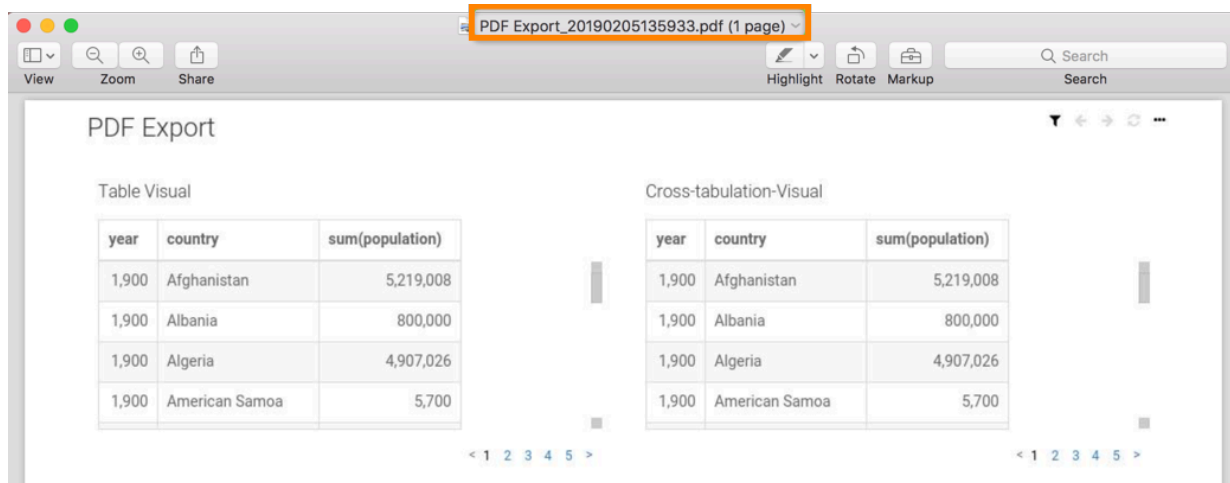 PDF Export_20190205135933.pdf (1 page)
View Zoom Share Highlight Rotate Markup Search
Search
PDF Export
Table Visual Cross-tabulation-Visual
year country sum(population) year country sum(population)
1,900 Afghanistan 5,219,008 1,900 Afghanistan 5,219,008
1,900 Albania 800,000 1,900 Albania 800,000
1,900 Algeria 4,907,026 1,900 Algeria 4,907,026
1,900 American Samoa 5,700 1,900 American Samoa 5,700
< 1 2 3 4 5 > < 1 2 3 4 5 >